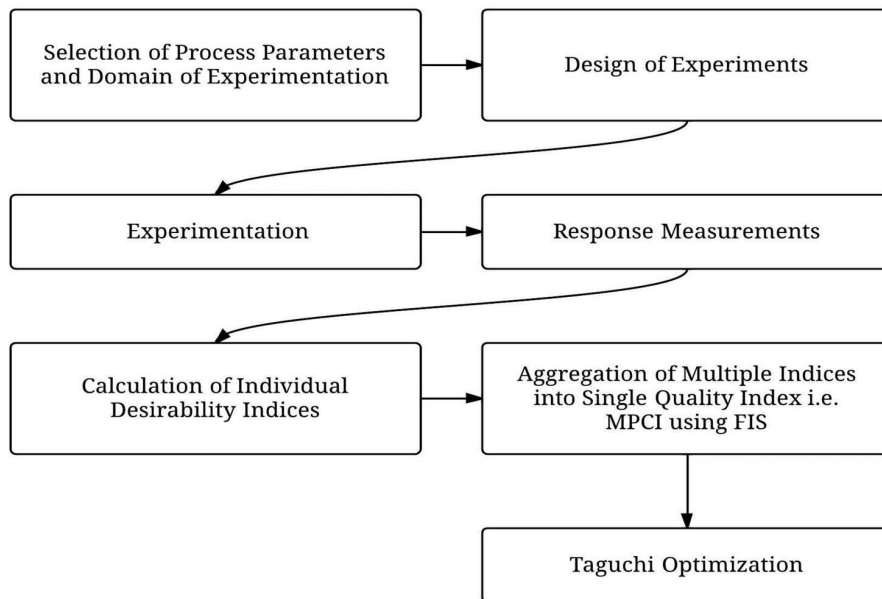 Selection of Process Parameters
and Domain of Experimentation
Design of Experiments
Experimentation
Response Measurements
Calculation of Individual
Desirability Indices
Aggregation of Multiple Indices
into Single Quality Index i.e.
MPCI using FIS
Taguchi Optimization